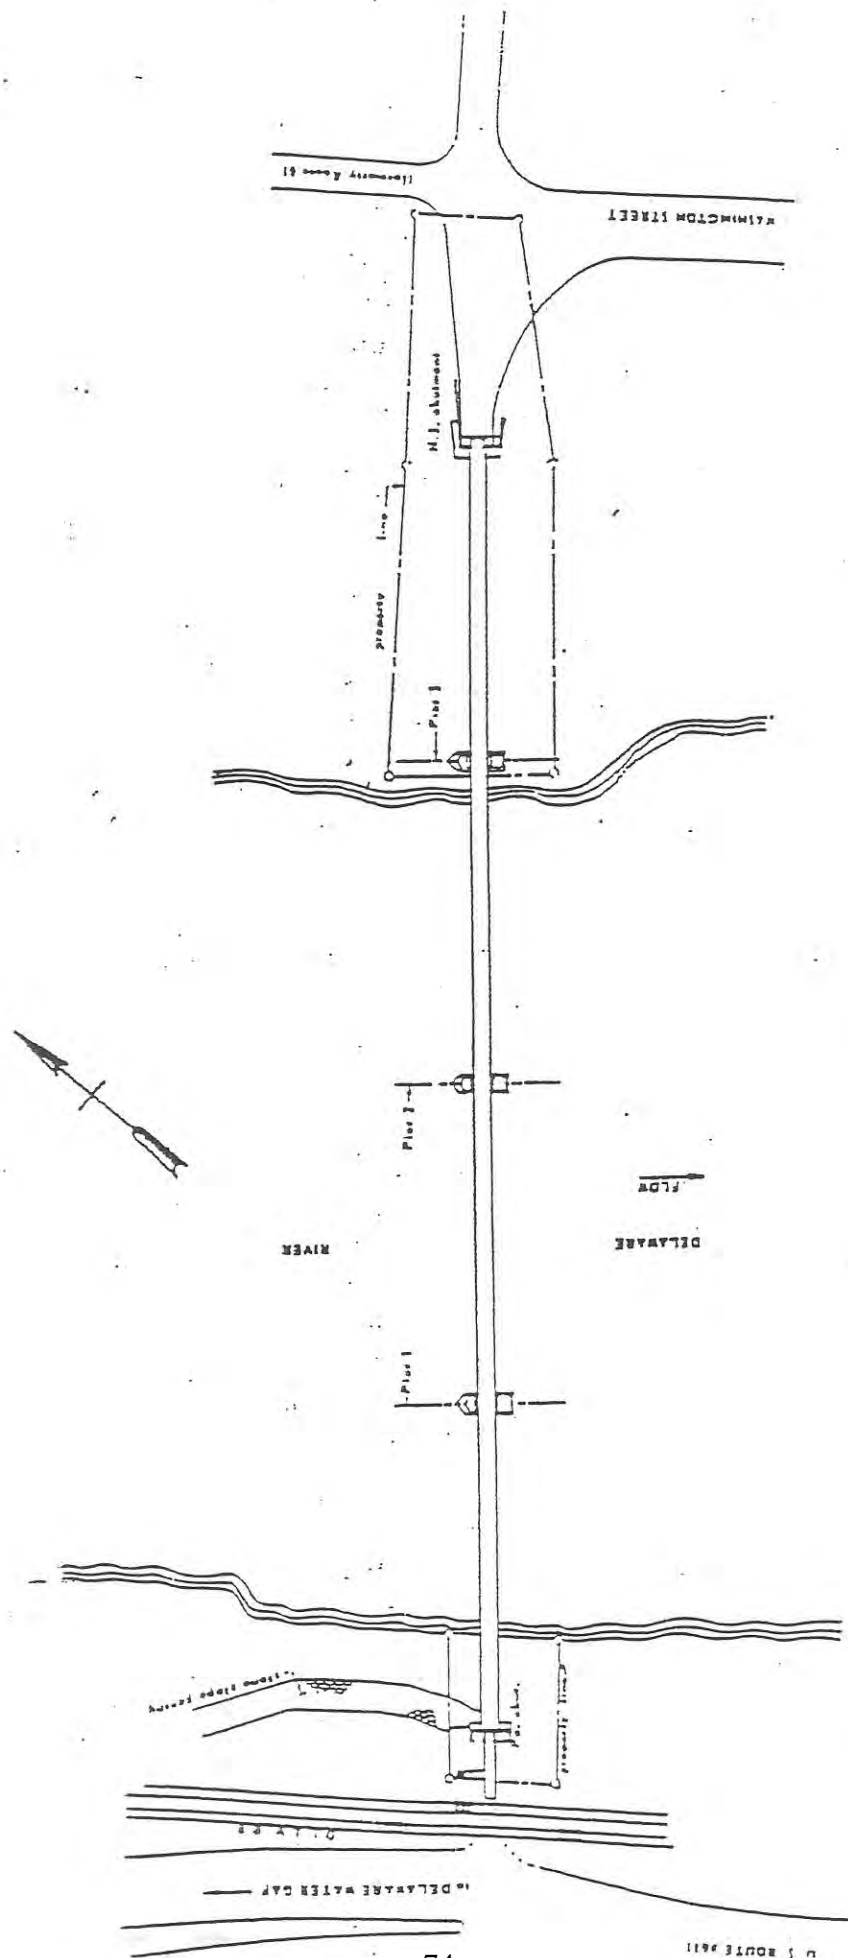 WASHINGTON STREET
N.J. abutment
line
property
Pier 3
Pier 2
FLOW
DELAWARE
RIVER
Pier 1
property line
to DELAWARE WATER GAP
U S ROUTE #611